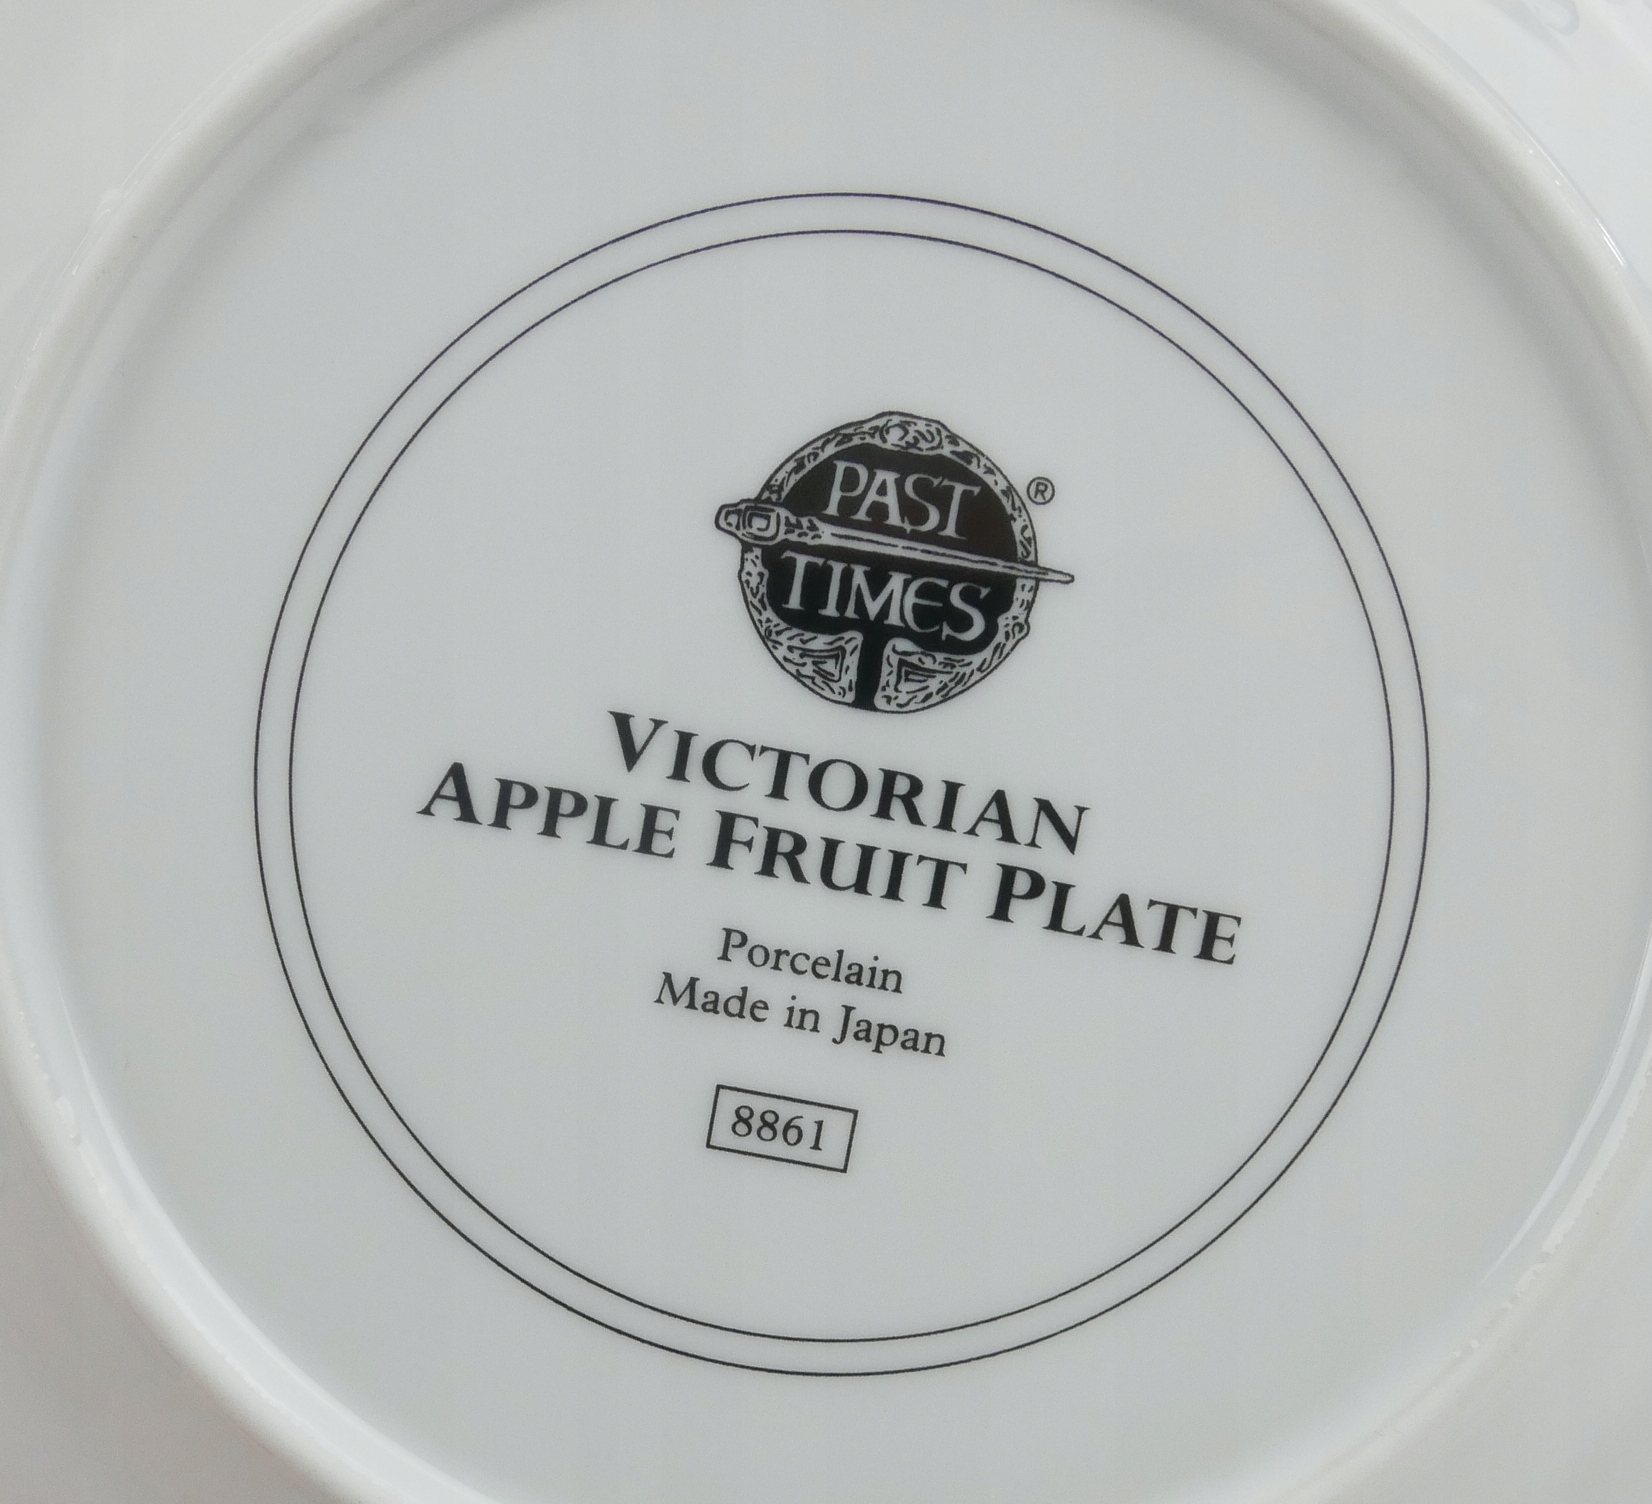 PAST
TIMES
®
VICTORIAN
APPLE FRUIT PLATE
Porcelain
Made in Japan
8861